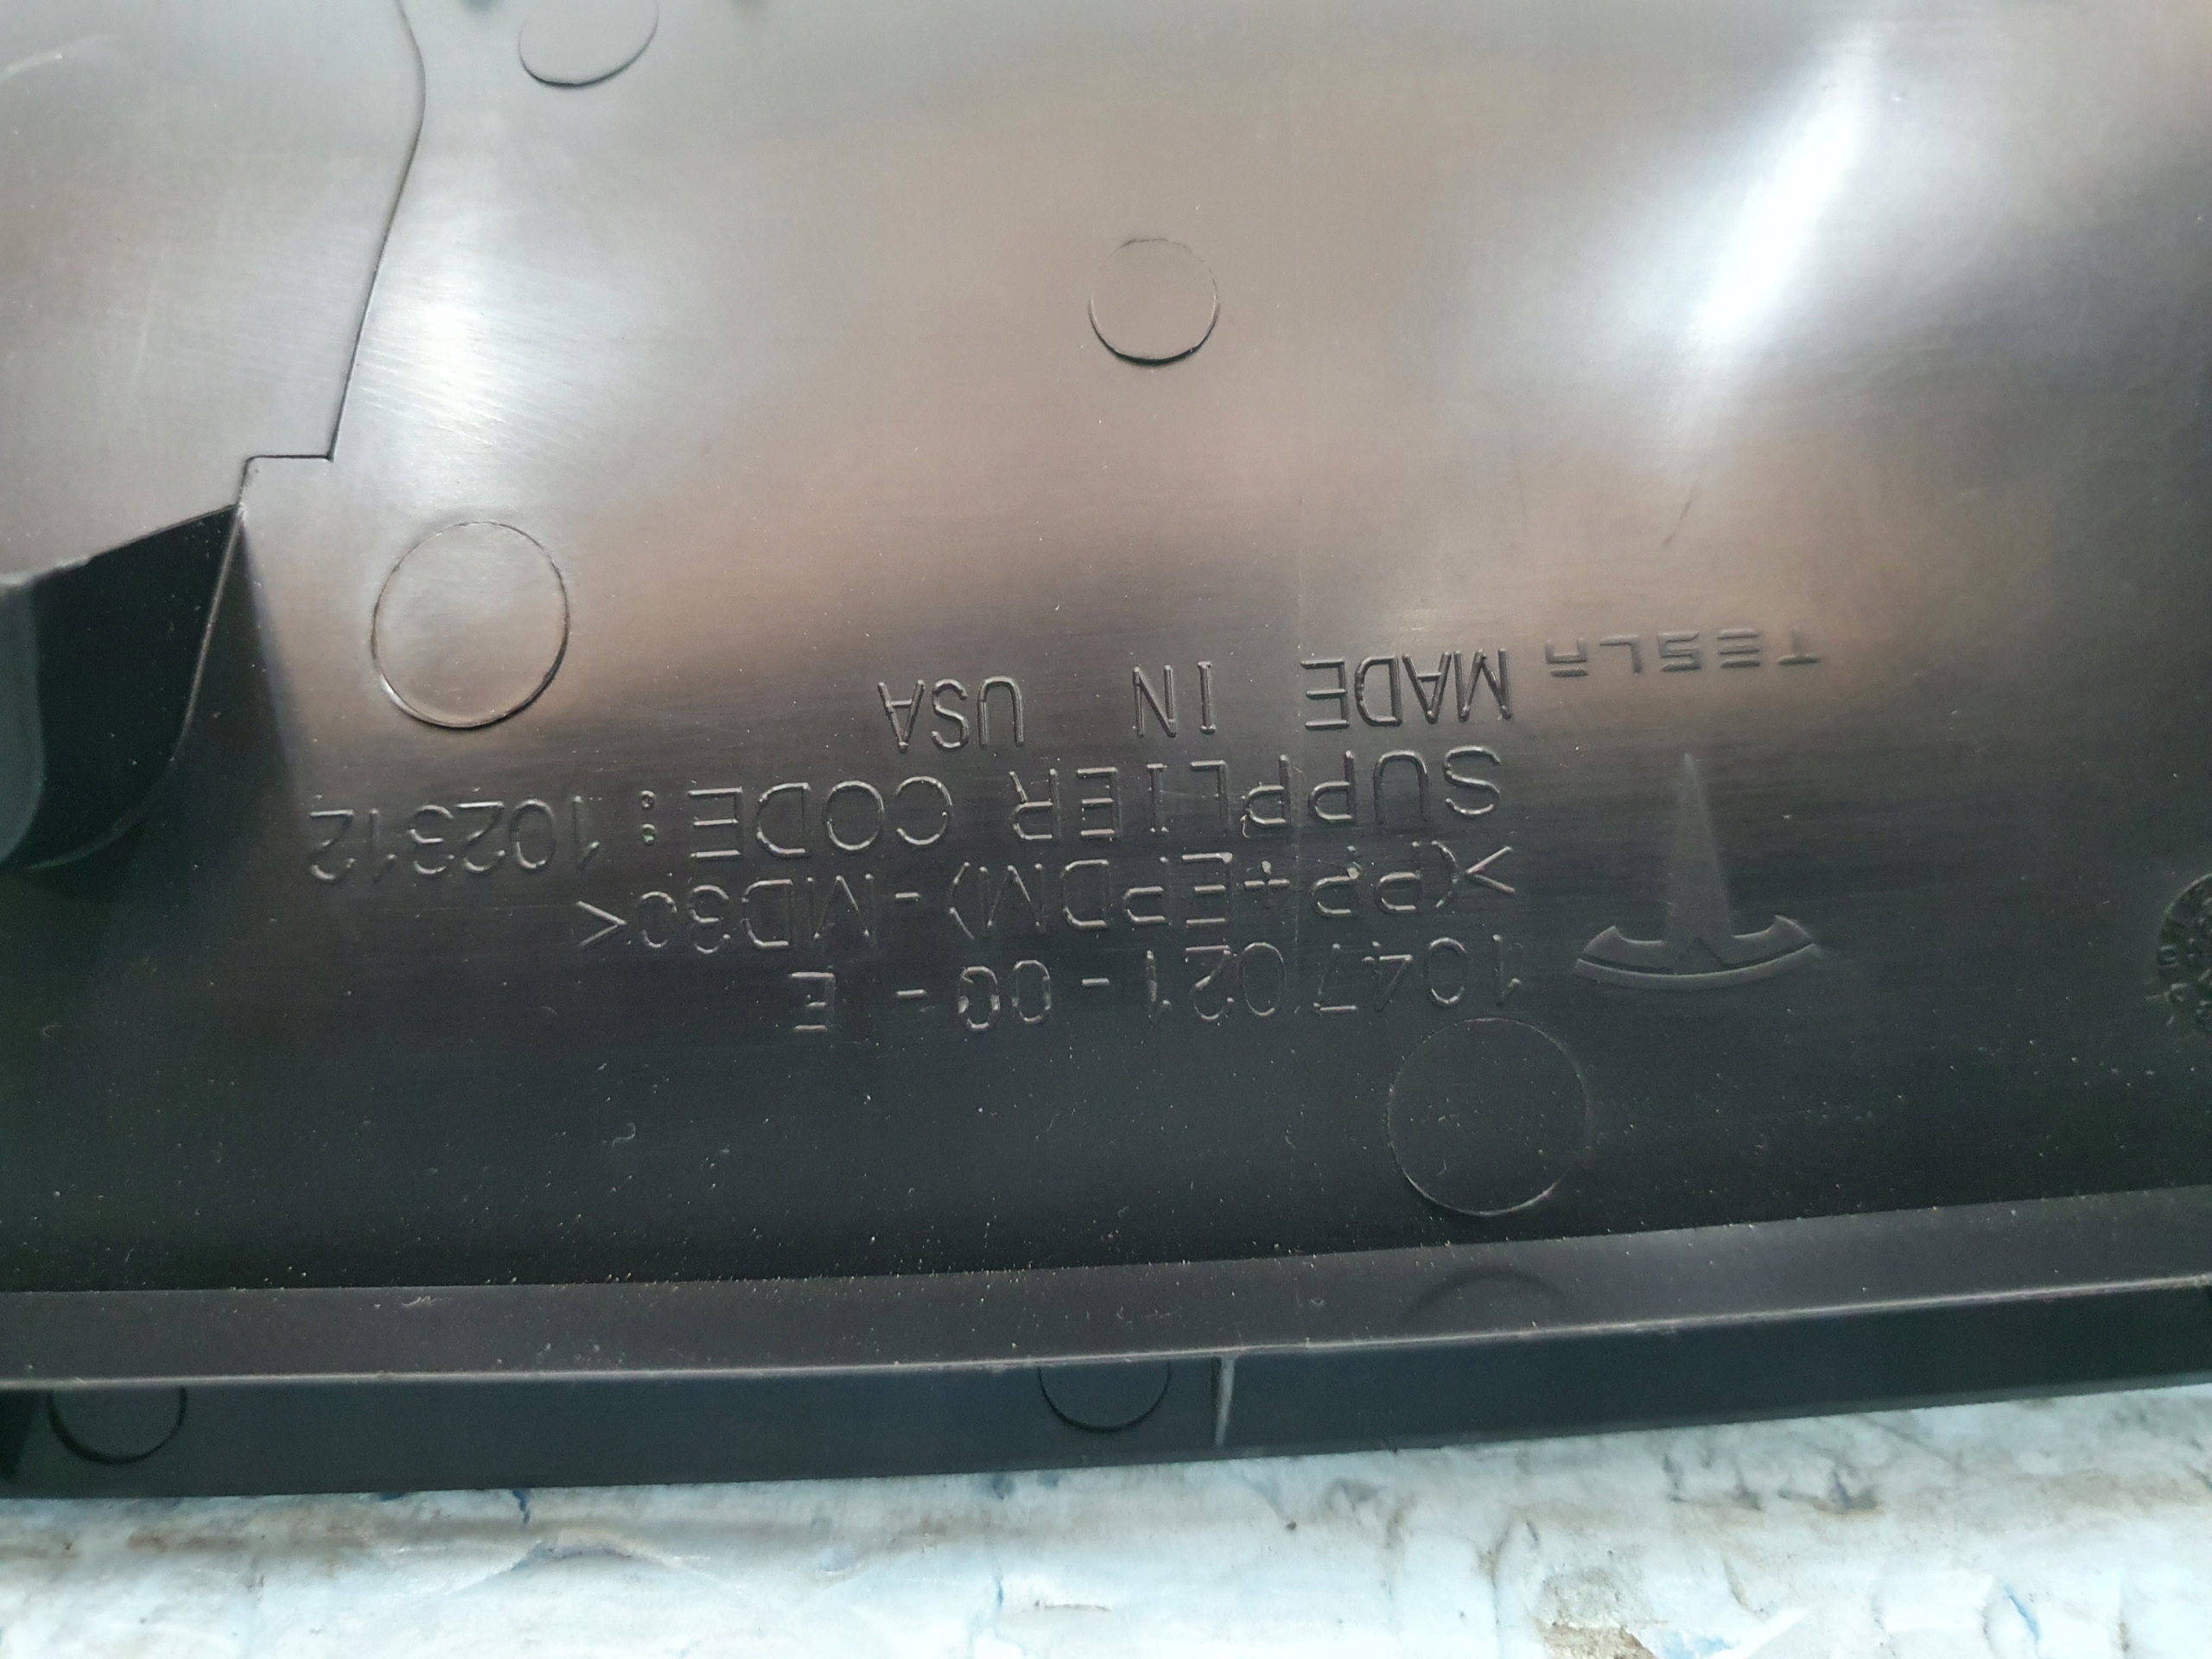 1047021-00-E
>(PP+EPDM)-MD30<
SUPPLIER CODE:102312
MADE IN USA
TESLA